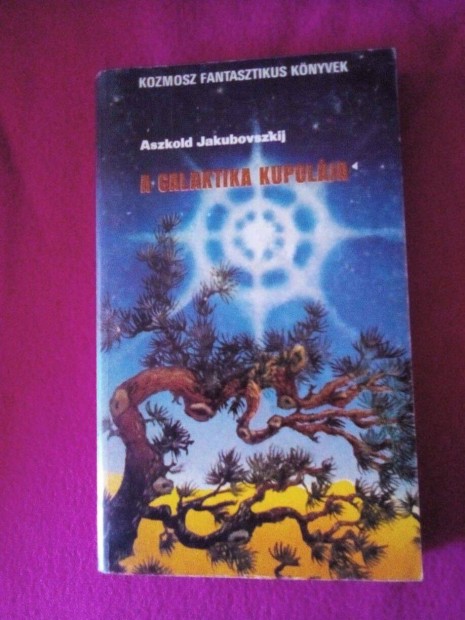 KOZMOSZ FANTASZTIKUS KÖNYVEK
Aszkold Jakubovszkij
A GALAKTIKA KUPOLÁJA